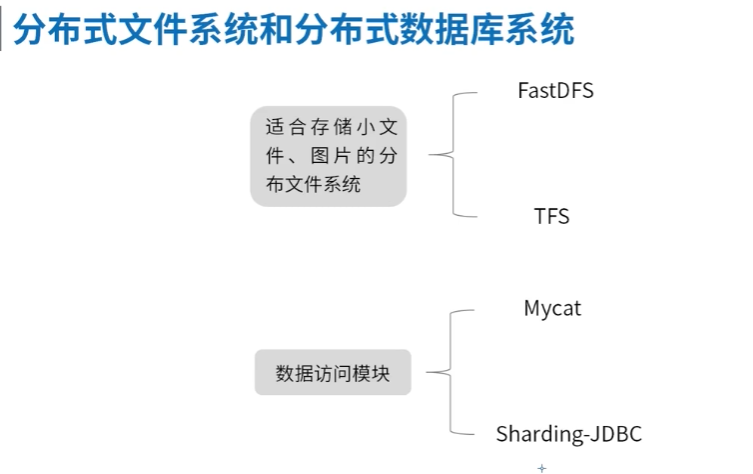 分布式文件系统和分布式数据库系统
FastDFS
适合存储小文
件、图片的分
布文件系统
TFS
Mycat
数据访问模块
Sharding-JDBC